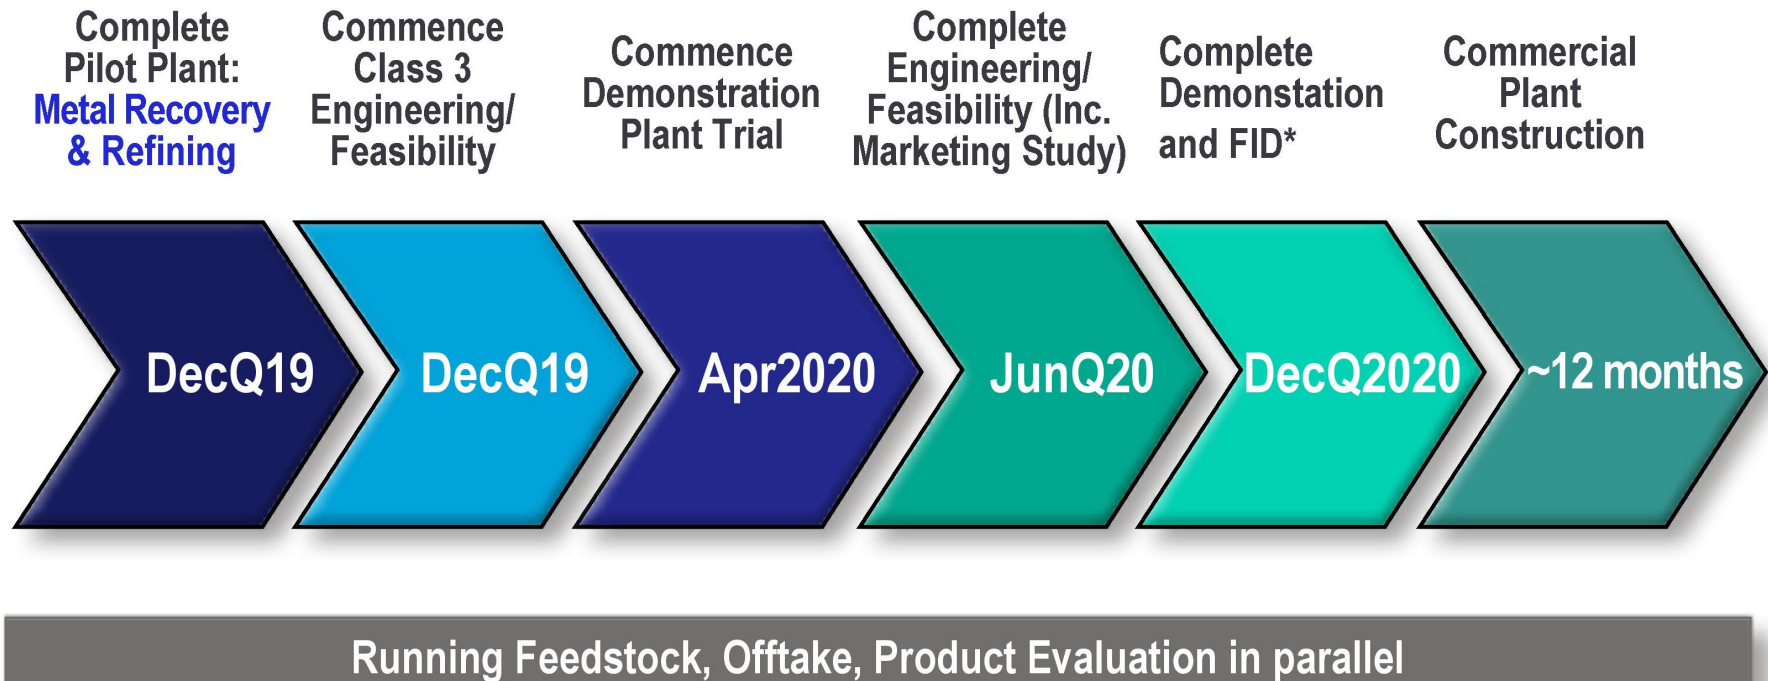 Complete
Pilot Plant:
Metal Recovery
& Refining
Commence
Class 3
Engineering/
Feasibility
Commence
Demonstration
Plant Trial
Complete
Engineering/
Feasibility (Inc.
Marketing Study)
Complete
Demonstation
and FID*
Commercial
Plant
Construction
DecQ19
DecQ19
Apr2020
JunQ20
DecQ2020
~12 months
Running Feedstock, Offtake, Product Evaluation in parallel